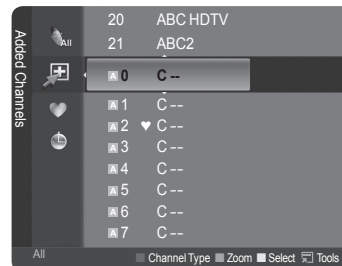 Added Channels
All
20 ABC HDTV
21 ABC2
A 0 C --
A 1 C --
A 2 ♥ C --
A 3 C --
A 4 C --
A 5 C --
A 6 C --
A 7 C --
All Channel Type Zoom Select Tools